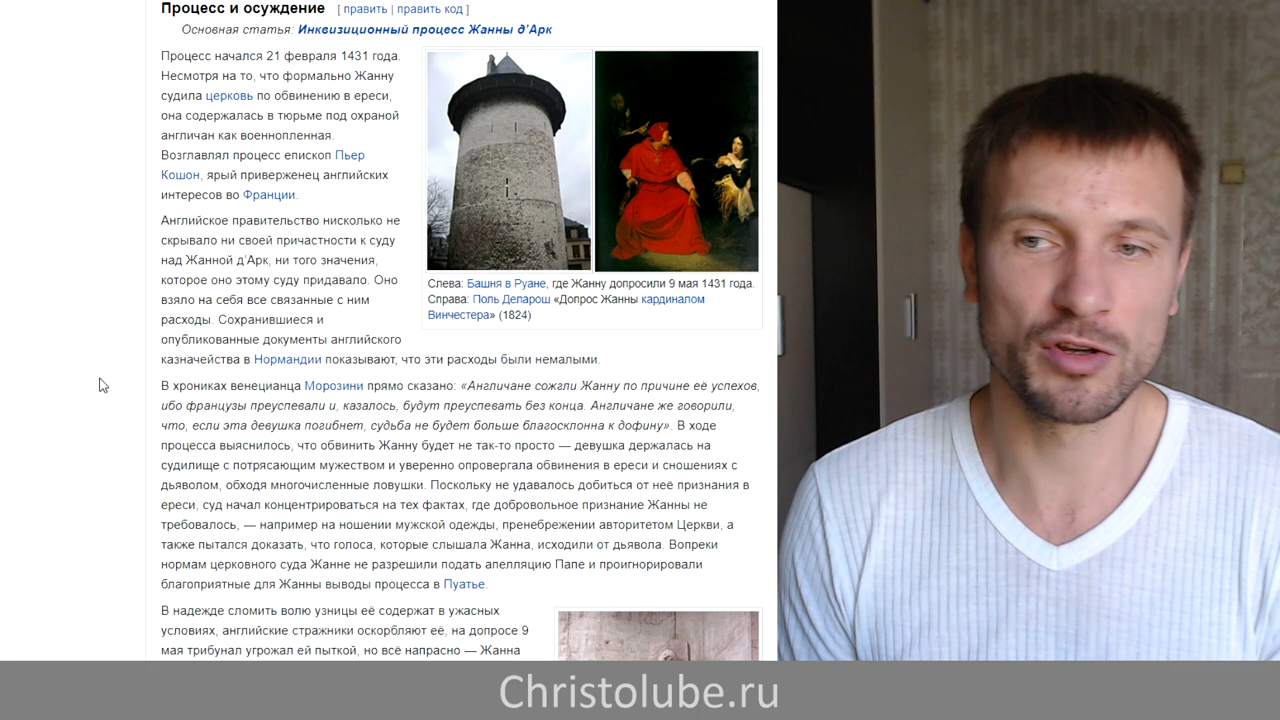 Процесс и осуждение [ править | править код ]
Основная статья: Инквизиционный процесс Жанны д'Арк
Процесс начался 21 февраля 1431 года.
Несмотря на то, что формально Жанну
судила церковь по обвинению в ереси,
она содержалась в тюрьме под охраной
англичан как военнопленная.
Возглавлял процесс епископ Пьер
Кошон, ярый приверженец английских
интересов во Франции.
Английское правительство нисколько не
скрывало ни своей причастности к суду
над Жанной д'Арк, ни того значения,
которое оно этому суду придавало. Оно
взяло на себя все связанные с ним
расходы. Сохранившиеся и
опубликованные документы английского
казначейства в Нормандии показывают, что эти расходы были немалыми.
Слева: Башня в Руане, где Жанну допросили 9 мая 1431 года.
Справа: Поль Деларош «Допрос Жанны кардиналом
Винчестера» (1824)
В хрониках венецианца Морозини прямо сказано: «Англичане сожгли Жанну по причине её успехов,
ибо французы преуспевали и, казалось, будут преуспевать без конца. Англичане же говорили,
что, если эта девушка погибнет, судьба не будет больше благосклонна к дофину». В ходе
процесса выяснилось, что обвинить Жанну будет не так-то просто — девушка держалась на
судилище с потрясающим мужеством и уверенно опровергала обвинения в ереси и сношениях с
дьяволом, обходя многочисленные ловушки. Поскольку не удавалось добиться от неё признания в
ереси, суд начал концентрироваться на тех фактах, где добровольное признание Жанны не
требовалось, — например на ношении мужской одежды, пренебрежении авторитетом Церкви, а
также пытался доказать, что голоса, которые слышала Жанна, исходили от дьявола. Вопреки
нормам церковного суда Жанне не разрешили подать апелляцию Папе и проигнорировали
благоприятные для Жанны выводы процесса в Пуатье.
В надежде сломить волю узницы её содержат в ужасных
условиях, английские стражники оскорбляют её, на допросе 9
мая трибунал угрожал ей пыткой, но всё напрасно — Жанна
Christolube.ru